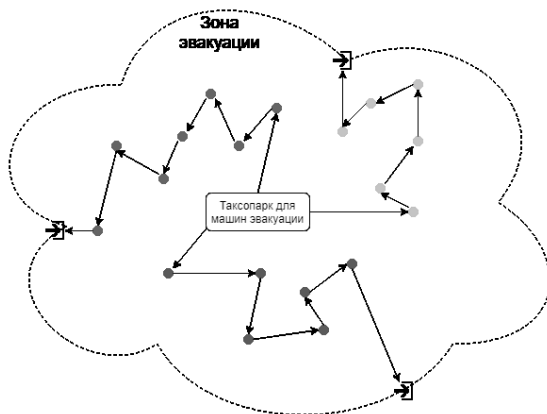 Зона
эвакуации
Таксопарк для
машин эвакуации